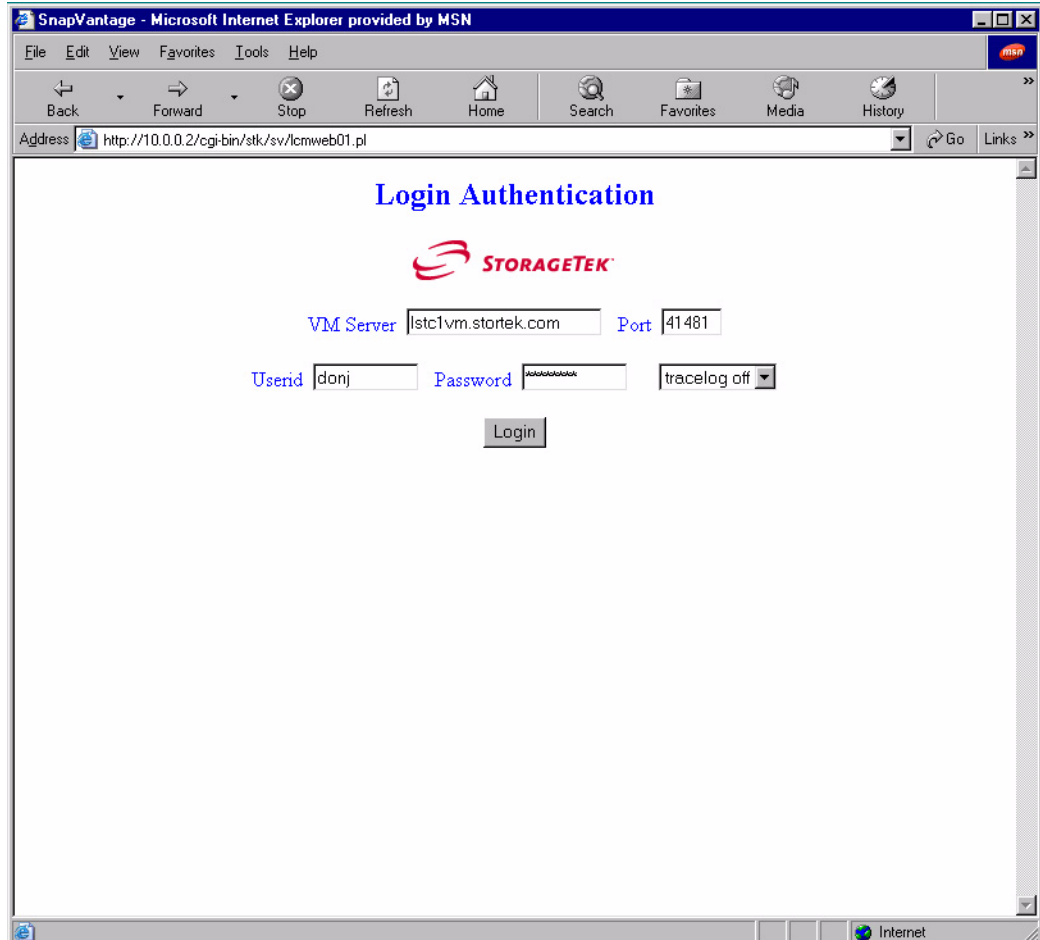 SnapVantage - Microsoft Internet Explorer provided by MSN
File Edit View Favorites Tools Help
msn
Back Forward Stop Refresh Home Search Favorites Media History »
Address http://10.0.0.2/cgi-bin/stk/sv/lcmweb01.pl Go Links »
Login Authentication
STORAGETEK
VM Server lstc1vm.stortek.com Port 41481
Userid donj Password ********* tracelog off
Login
Internet